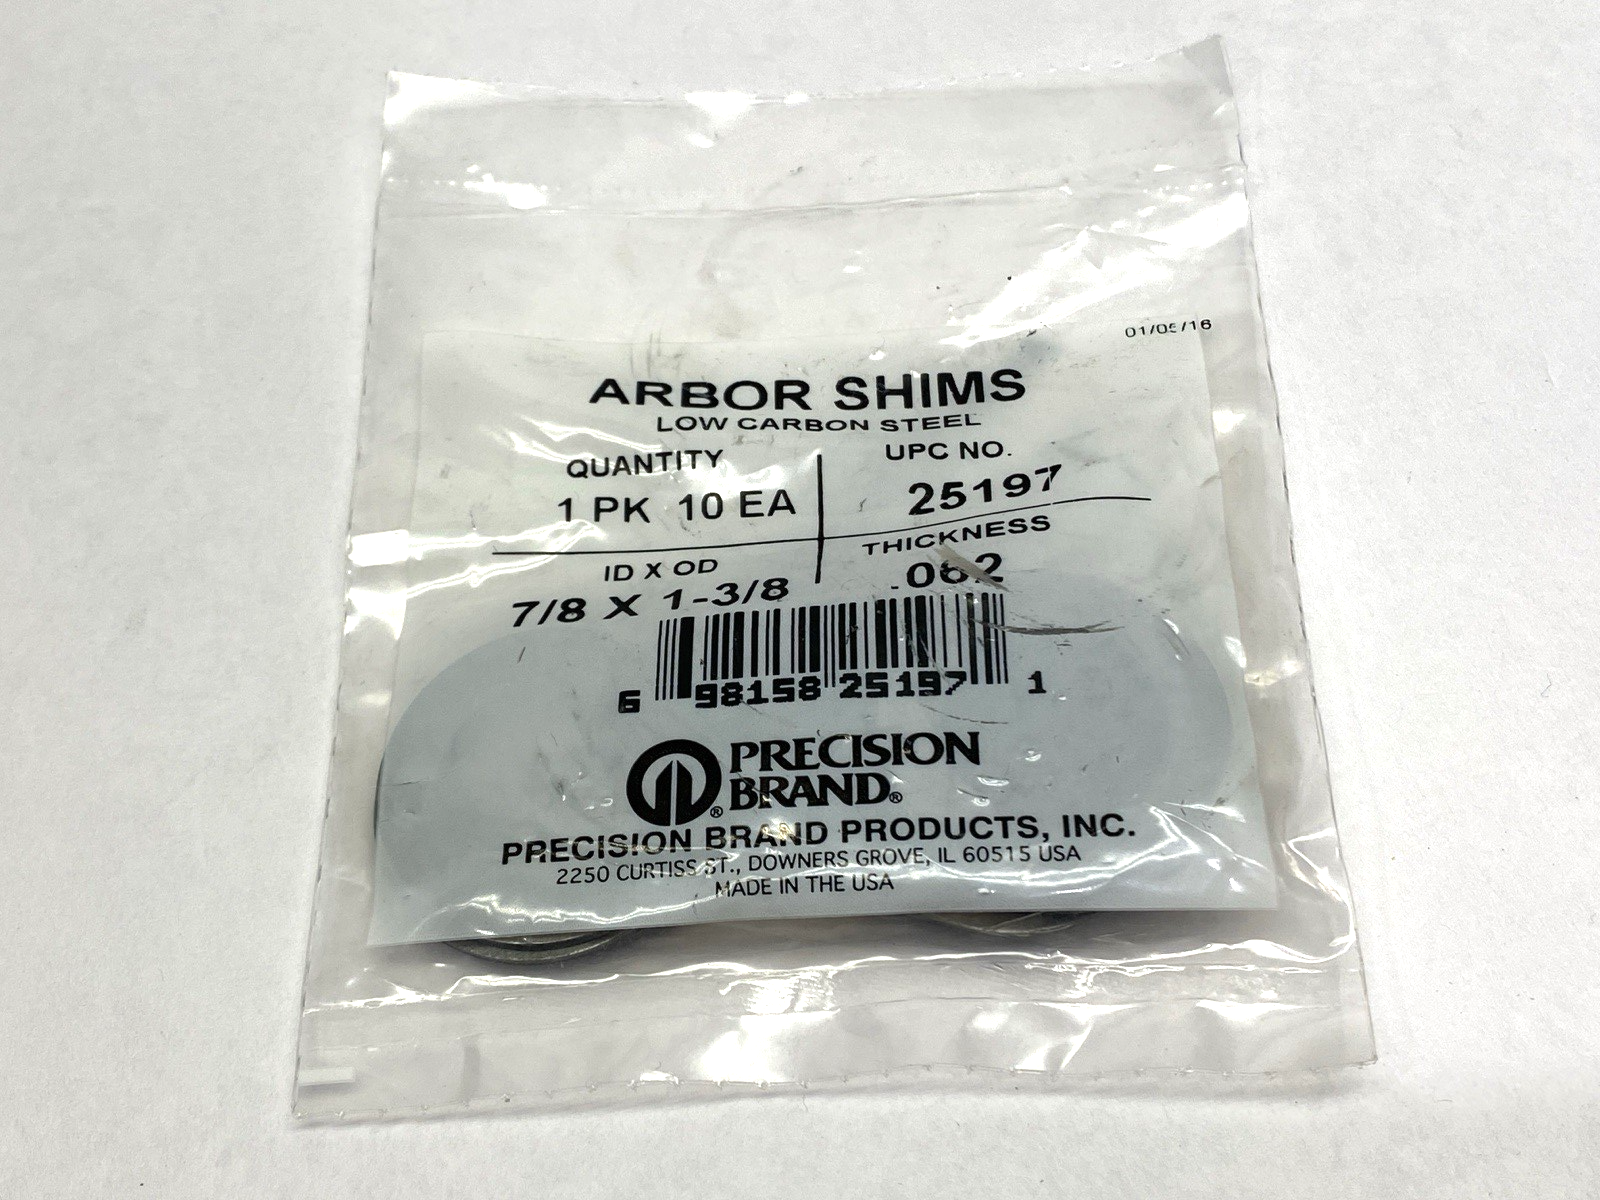 01/05/16
ARBOR SHIMS
LOW CARBON STEEL
QUANTITY
1 PK 10 EA
UPC NO.
25197
ID X OD
7/8 X 1-3/8
THICKNESS
.062
6 98158 25197 1
PRECISION
BRAND®
PRECISION BRAND PRODUCTS, INC.
2250 CURTISS ST., DOWNERS GROVE, IL 60515 USA
MADE IN THE USA